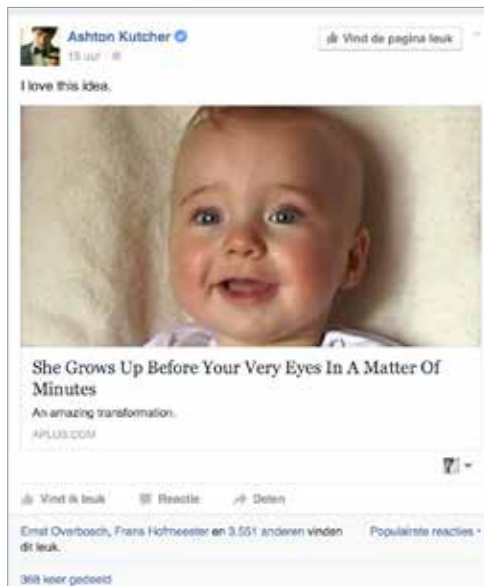 Ashton Kutcher
Vind de pagina leuk
15 uur
I love this idea.
She Grows Up Before Your Very Eyes In A Matter Of
Minutes
An amazing transformation.
APLUS.COM
Vind ik leuk Reactie Delen
Ernst Overbosch, Frans Hofmeester en 3.551 anderen vinden
dit leuk.
Populairste reacties
368 keer gedeeld